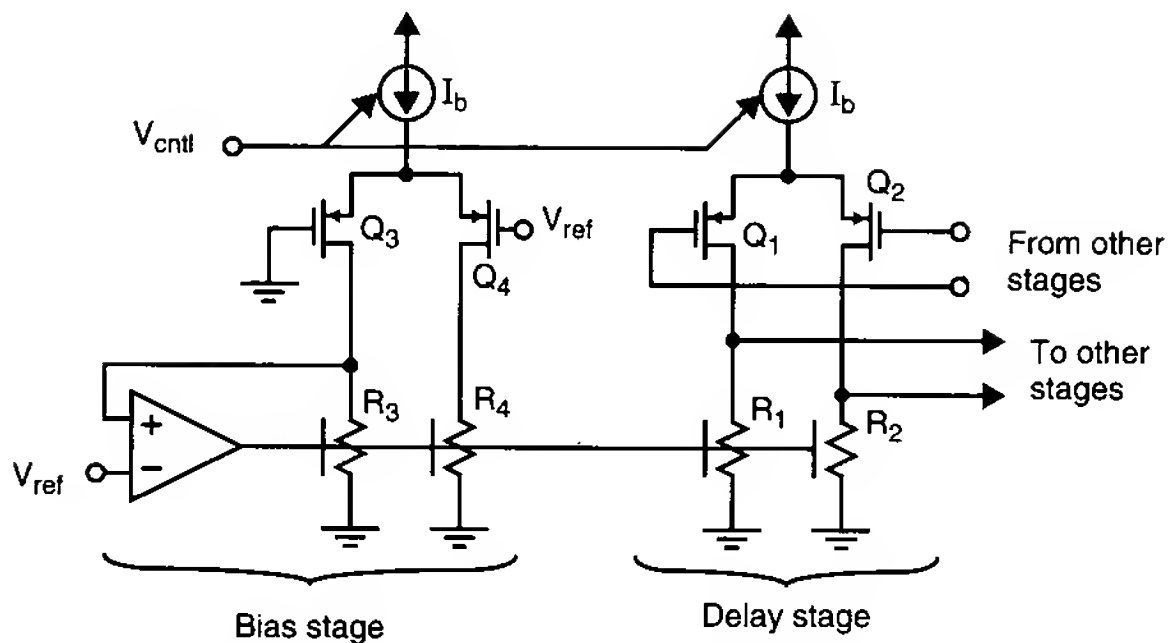 I_b
I_b
V_cntl
Q_2
Q_3
V_ref
Q_1
From other
stages
Q_4
To other
stages
R_3
R_4
R_1
R_2
+
−
V_ref
Bias stage
Delay stage